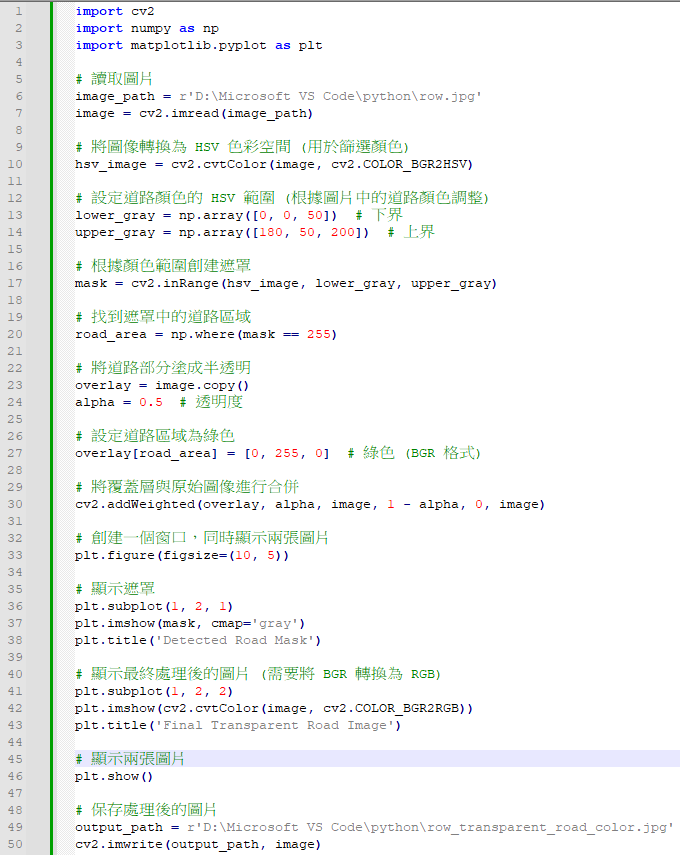 1 import cv2
2 import numpy as np
3 import matplotlib.pyplot as plt
4
5 # 讀取圖片
6 image_path = r'D:\Microsoft VS Code\python\row.jpg'
7 image = cv2.imread(image_path)
8
9 # 將圖像轉換為 HSV 色彩空間 (用於篩選顏色)
10 hsv_image = cv2.cvtColor(image, cv2.COLOR_BGR2HSV)
11
12 # 設定道路顏色的 HSV 範圍 (根據圖片中的道路顏色調整)
13 lower_gray = np.array([0, 0, 50])  # 下界
14 upper_gray = np.array([180, 50, 200])  # 上界
15
16 # 根據顏色範圍創建遮罩
17 mask = cv2.inRange(hsv_image, lower_gray, upper_gray)
18
19 # 找到遮罩中的道路區域
20 road_area = np.where(mask == 255)
21
22 # 將道路部分塗成半透明
23 overlay = image.copy()
24 alpha = 0.5  # 透明度
25
26 # 設定道路區域為綠色
27 overlay[road_area] = [0, 255, 0]  # 綠色 (BGR 格式)
28
29 # 將覆蓋層與原始圖像進行合併
30 cv2.addWeighted(overlay, alpha, image, 1 - alpha, 0, image)
31
32 # 創建一個窗口，同時顯示兩張圖片
33 plt.figure(figsize=(10, 5))
34
35 # 顯示遮罩
36 plt.subplot(1, 2, 1)
37 plt.imshow(mask, cmap='gray')
38 plt.title('Detected Road Mask')
39
40 # 顯示最終處理後的圖片 (需要將 BGR 轉換為 RGB)
41 plt.subplot(1, 2, 2)
42 plt.imshow(cv2.cvtColor(image, cv2.COLOR_BGR2RGB))
43 plt.title('Final Transparent Road Image')
44
45 # 顯示兩張圖片
46 plt.show()
47
48 # 保存處理後的圖片
49 output_path = r'D:\Microsoft VS Code\python\row_transparent_road_color.jpg'
50 cv2.imwrite(output_path, image)